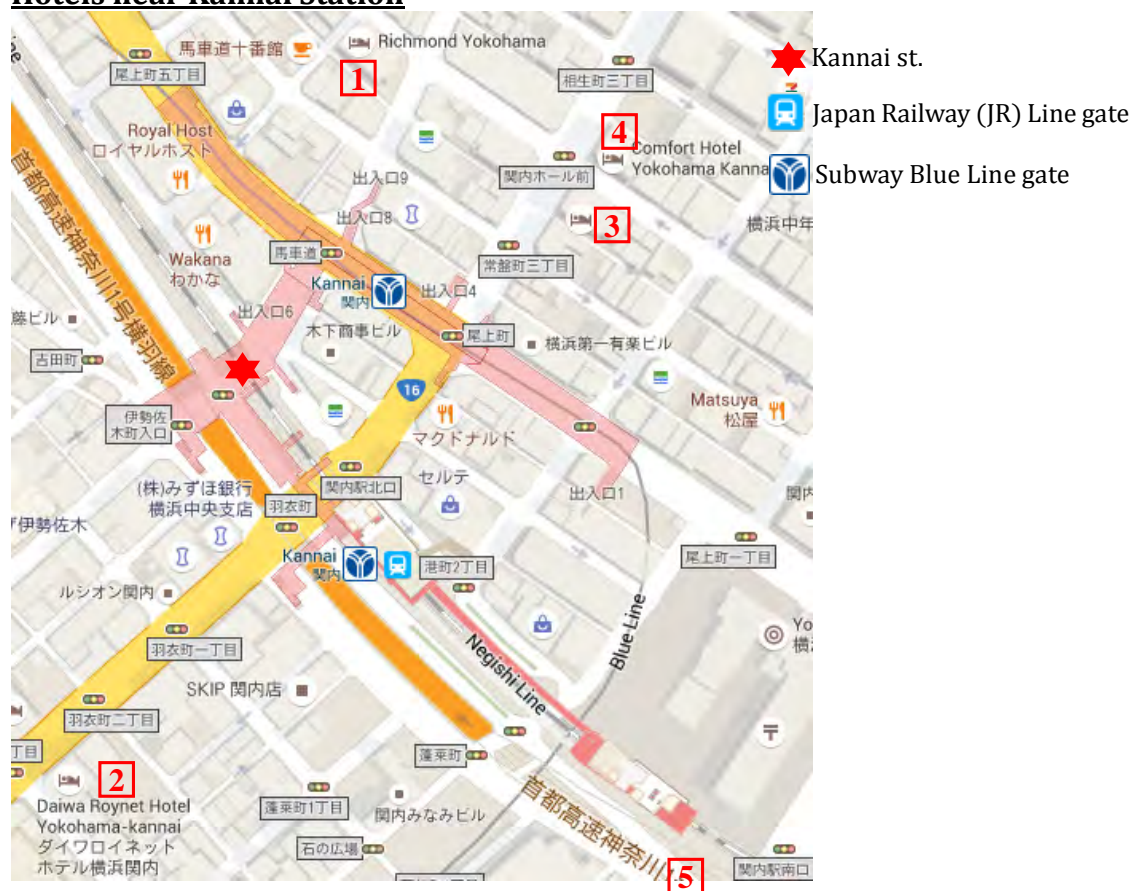 Hotels near Kannai Station
馬車道十番館
Richmond Yokohama
1
尾上町五丁目
相生町三丁目
Kannai st.
Japan Railway (JR) Line gate
Subway Blue Line gate
4
Comfort Hotel
Yokohama Kanna
Royal Host
ロイヤルホスト
出入口9
関内ホール前
首都高速神奈川1号横羽線
出入口8
3
横浜中年
Wakana
わかな
馬車道
常盤町三丁目
Kannai
関内
出入口4
出入口6
藤ビル
木下商事ビル
尾上町
横浜第一有楽ビル
吉田町
16
Matsuya
松屋
伊勢佐
木町入口
マクドナルド
(株)みずほ銀行
横浜中央支店
羽衣町
関内駅北口
セルテ
出入口1
関内
伊勢佐木
尾上町一丁目
Kannai
関内
港町2丁目
ルシオン関内
Blue Line
Yo
横
羽衣町一丁目
Negishi Line
SKIP 関内店
羽衣町二丁目
丁目
蓬莱町
2
Daiwa Roynet Hotel
Yokohama-kannai
ダイワロイネット
ホテル横浜関内
蓬莱町1丁目
関内みなみビル
首都高速神奈川
石の広場
5
関内駅南口